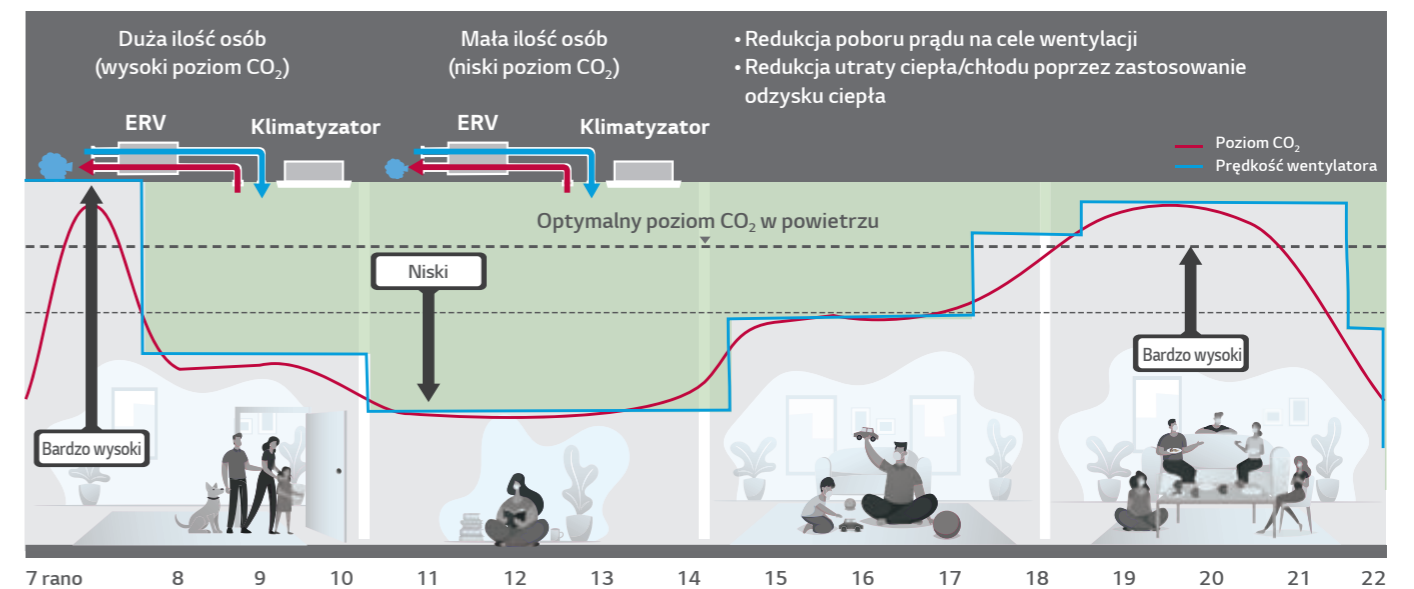 Duża ilość osób
(wysoki poziom CO₂)
Mała ilość osób
(niski poziom CO₂)
• Redukcja poboru prądu na cele wentylacji
• Redukcja utraty ciepła/chłodu poprzez zastosowanie
odzysku ciepła
ERV
Klimatyzator
ERV
Klimatyzator
Poziom CO₂
Prędkość wentylatora
Optymalny poziom CO₂ w powietrzu
Niski
Bardzo wysoki
Bardzo wysoki
7 rano 8 9 10 11 12 13 14 15 16 17 18 19 20 21 22